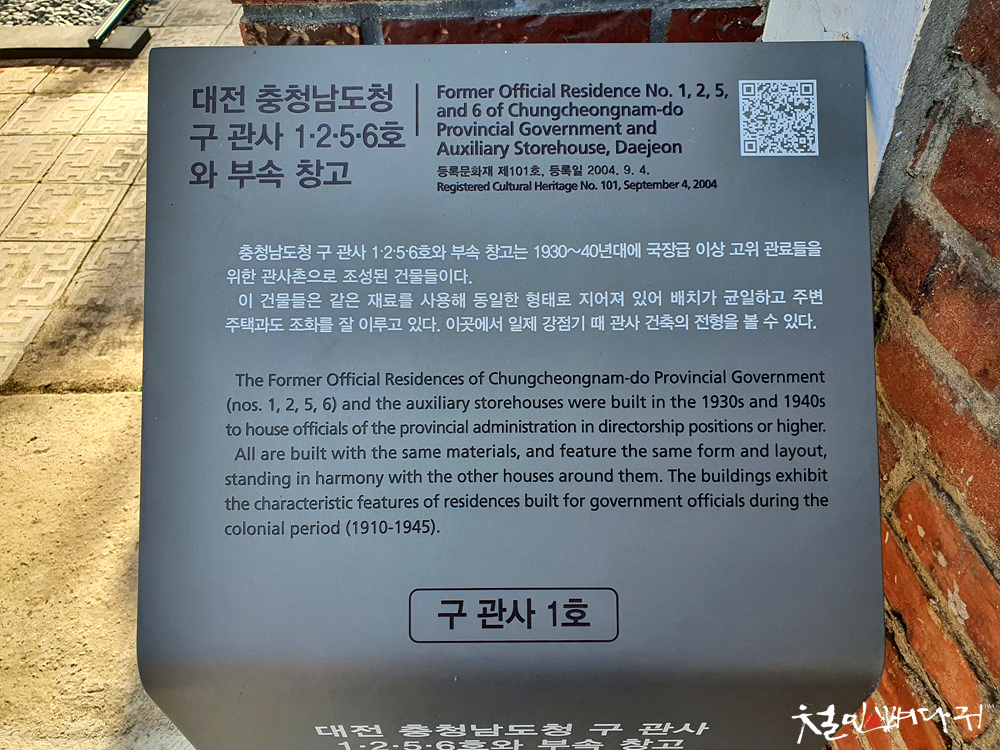 대전 충청남도청
구 관사 1·2·5·6호
와 부속 창고
Former Official Residence No. 1, 2, 5,
and 6 of Chungcheongnam-do
Provincial Government and
Auxiliary Storehouse, Daejeon
등록문화재 제101호, 등록일 2004. 9. 4.
Registered Cultural Heritage No. 101, September 4, 2004
충청남도청 구 관사 1·2·5·6호와 부속 창고는 1930~40년대에 국장급 이상 고위 관료들을
위한 관사촌으로 조성된 건물들이다.
이 건물들은 같은 재료를 사용해 동일한 형태로 지어져 있어 배치가 균일하고 주변
주택과도 조화를 잘 이루고 있다. 이곳에서 일제 강점기 때 관사 건축의 전형을 볼 수 있다.
The Former Official Residences of Chungcheongnam-do Provincial Government
(nos. 1, 2, 5, 6) and the auxiliary storehouses were built in the 1930s and 1940s
to house officials of the provincial administration in directorship positions or higher.
All are built with the same materials, and feature the same form and layout,
standing in harmony with the other houses around them. The buildings exhibit
the characteristic features of residences built for government officials during the
colonial period (1910-1945).
구 관사 1호
대전 충청남도청 구 관사
1·2·5·6호와 부속 창고